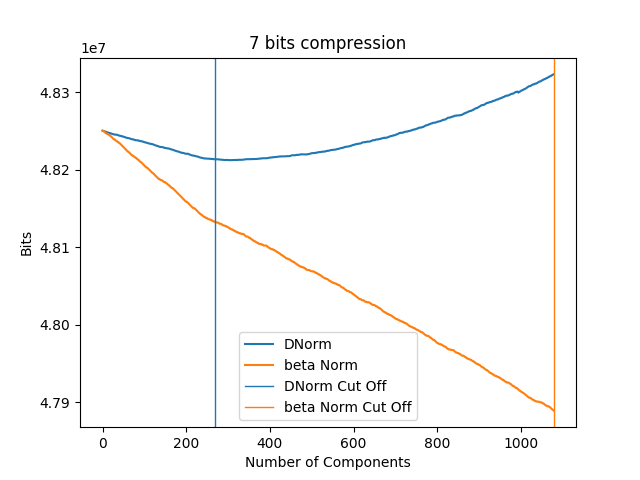 7 bits compression
1e7
4.83
4.82
4.81
4.80
4.79
Bits
DNorm
beta Norm
DNorm Cut Off
beta Norm Cut Off
0 200 400 600 800 1000
Number of Components